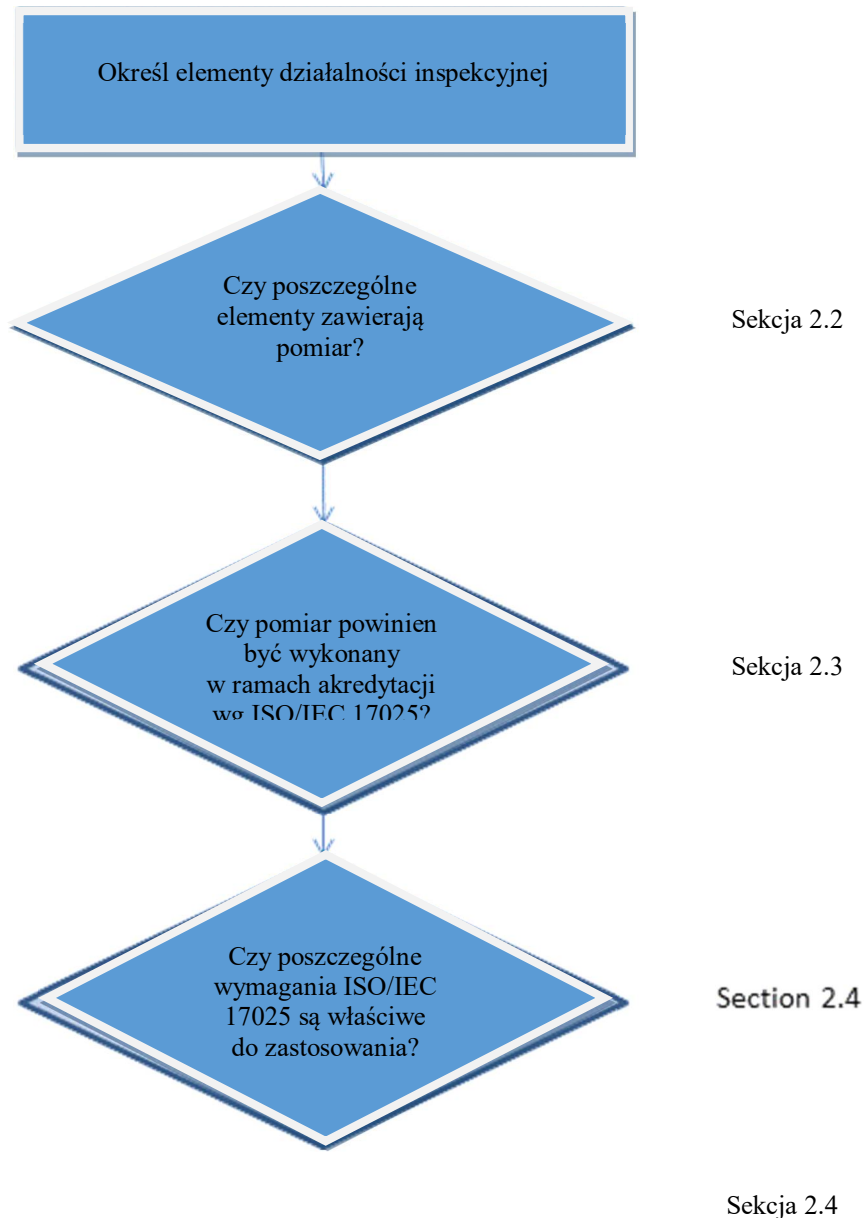 Określ elementy działalności inspekcyjnej
Czy poszczególne
elementy zawierają
pomiar?
Sekcja 2.2
Czy pomiar powinien
być wykonany
w ramach akredytacji
wg ISO/IEC 17025?
Sekcja 2.3
Czy poszczególne
wymagania ISO/IEC
17025 są właściwe
do zastosowania?
Section 2.4
Sekcja 2.4